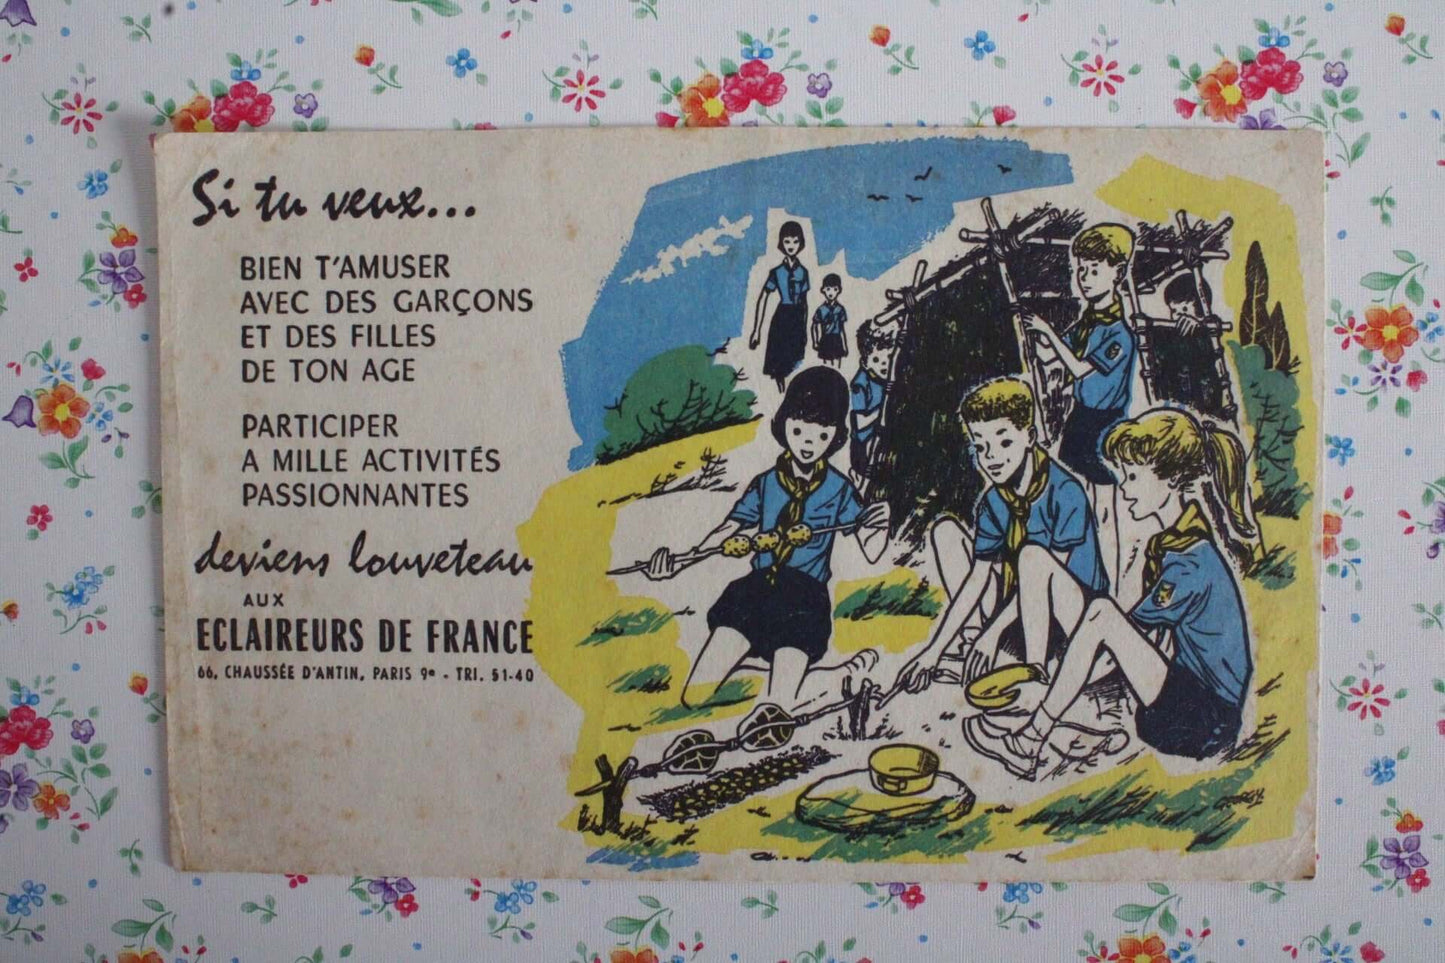 Si tu veux...
BIEN T'AMUSER
AVEC DES GARÇONS
ET DES FILLES
DE TON AGE
PARTICIPER
A MILLE ACTIVITÉS
PASSIONNANTES
deviens louveteau
AUX
ECLAIREURS DE FRANCE
66, CHAUSSÉE D'ANTIN, PARIS 9e - TRI. 51-40